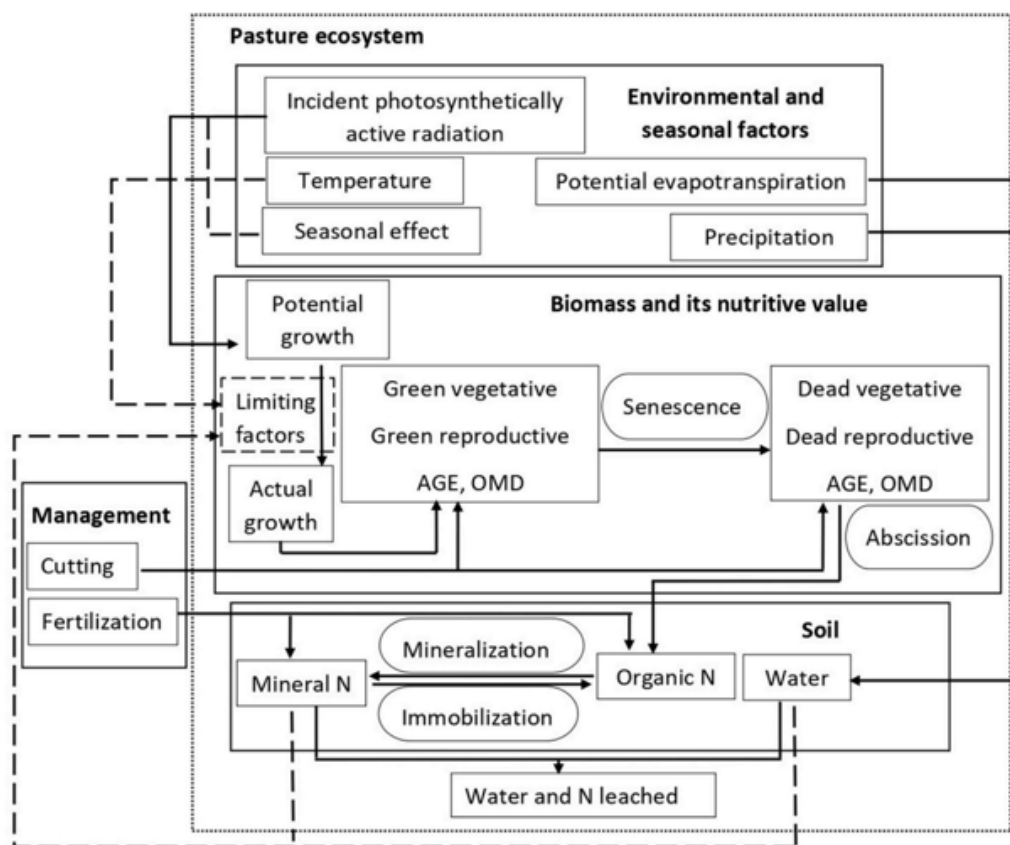 Pasture ecosystem
Incident photosynthetically
active radiation
Environmental and
seasonal factors
Temperature
Potential evapotranspiration
Seasonal effect
Precipitation
Potential
growth
Biomass and its nutritive value
Limiting
factors
Green vegetative
Green reproductive
AGE, OMD
Senescence
Dead vegetative
Dead reproductive
AGE, OMD
Actual
growth
Abscission
Management
Cutting
Fertilization
Soil
Mineralization
Mineral N
Organic N
Water
Immobilization
Water and N leached